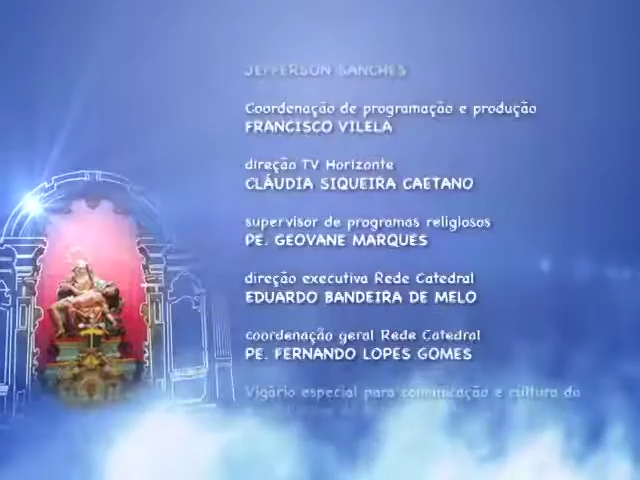 JEFFERSON SANCHES
Coordenação de programação e produção
FRANCISCO VILELA
direção TV Horizonte
CLÁUDIA SIQUEIRA CAETANO
supervisor de programas religiosos
PE. GEOVANE MARQUES
direção executiva Rede Catedral
EDUARDO BANDEIRA DE MELO
coordenação geral Rede Catedral
PE. FERNANDO LOPES GOMES
Vigário especial para comunicação e cultura da